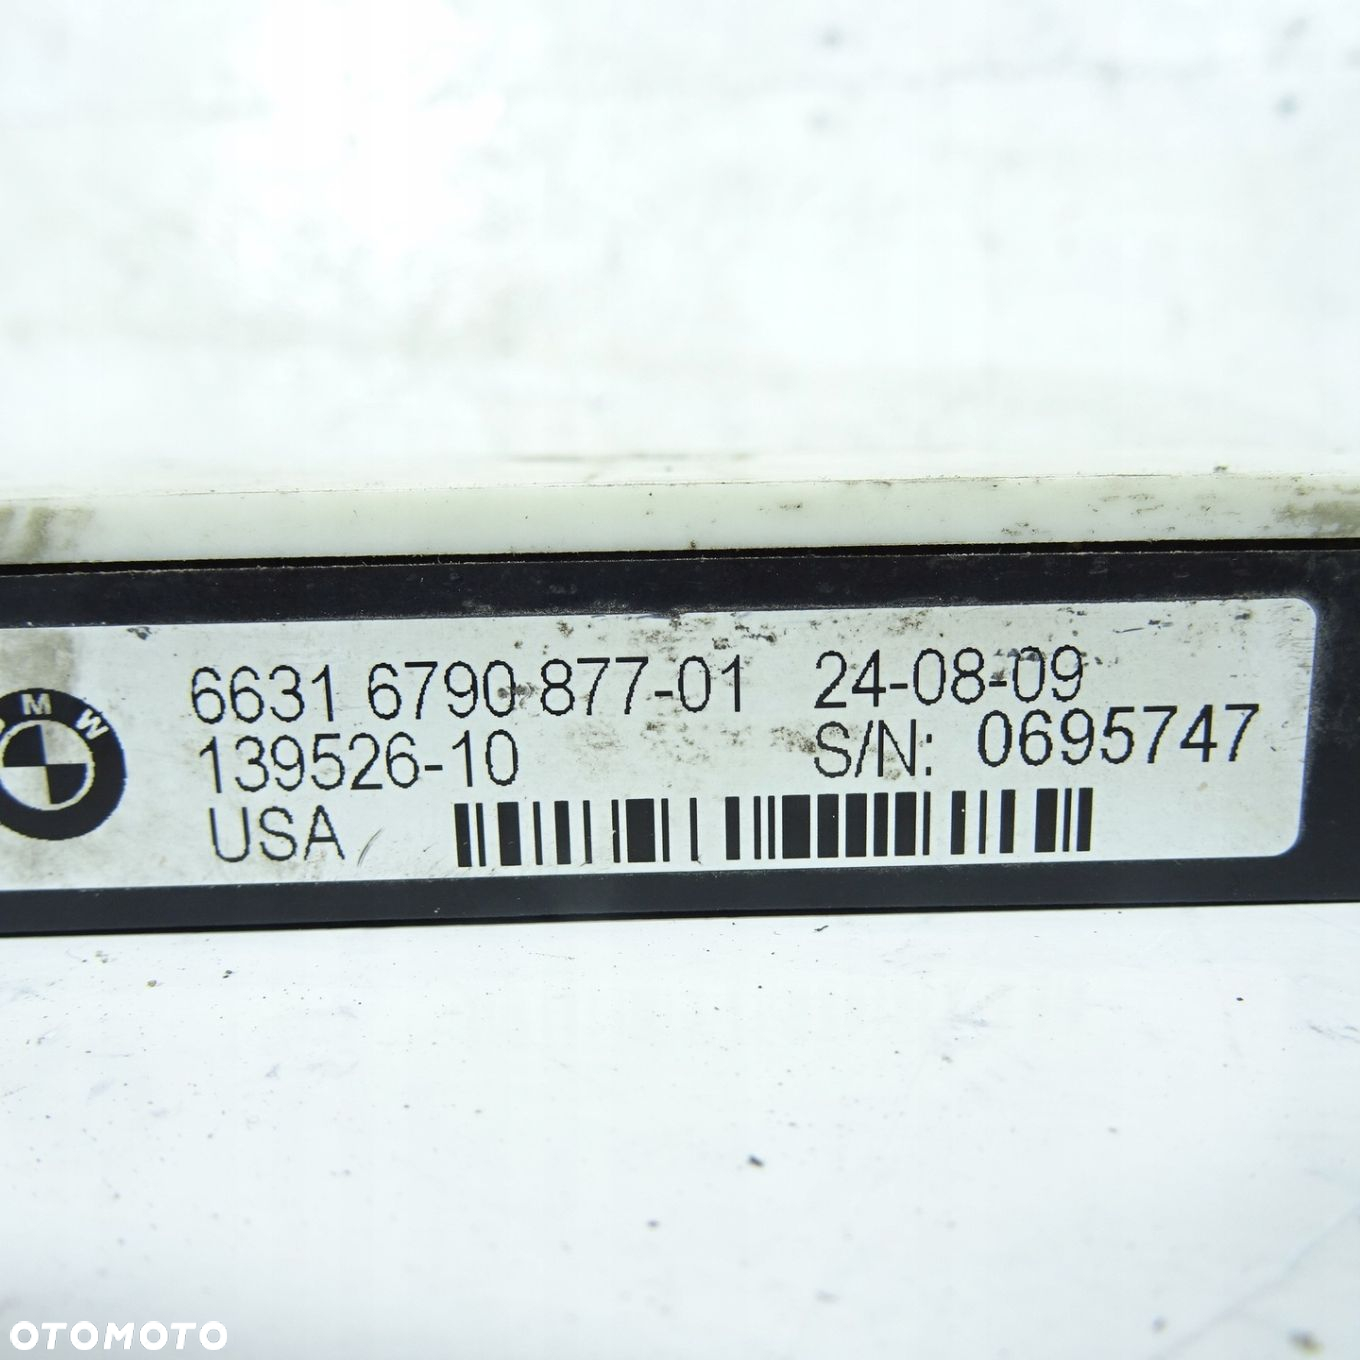 BMW
6631 6790 877-01 24-08-09
139526-10 S/N: 0695747
USA
OTOMOTO